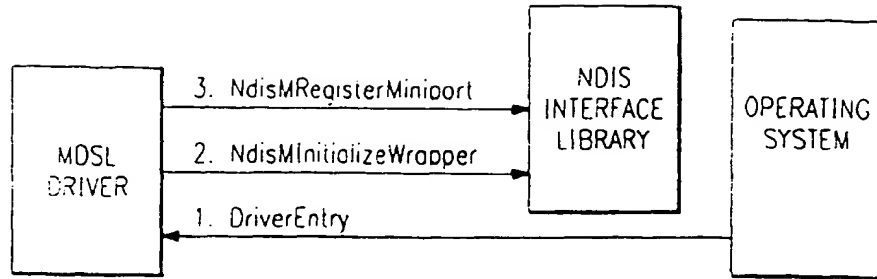 3. NdisMRegisterMiniport
NDIS
INTERFACE
LIBRARY
OPERATING
SYSTEM
MDSL
DRIVER
2. NdisMInitializeWrapper
1. DriverEntry